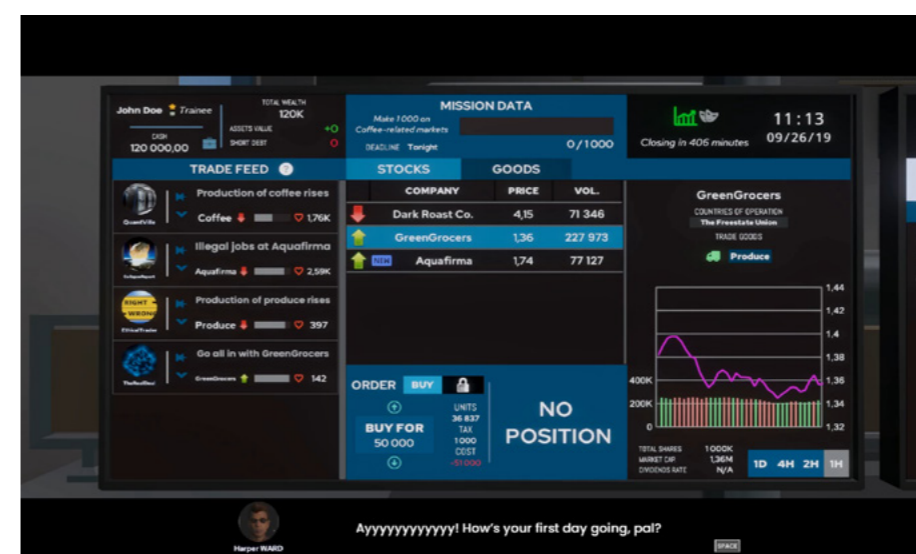 John Doe Trainee
TOTAL WEALTH
120K
CASH
120 000,00
ASSETS VALUE +0
SHORT DEBT 0
MISSION DATA
Make 1000 on
Coffee-related markets
DEADLINE Tonight
0/1000
11:13
Closing in 406 minutes
09/26/19
TRADE FEED ?
Production of coffee rises
QuantVille
Coffee 1,76K
Illegal jobs at Aquafirma
Aquafirma 2,59K
RIGHT
WRONG
Production of produce rises
EthicalTrader
Produce 397
Go all in with GreenGrocers
GreenGrocers 142
STOCKS GOODS
COMPANY PRICE VOL.
Dark Roast Co. 4,15 71 346
GreenGrocers 1,36 227 973
NEW Aquafirma 1,74 77 127
ORDER BUY
BUY FOR
50 000
UNITS
36 837
TAX
1000
COST
-51 000
NO
POSITION
GreenGrocers
COUNTRIES OF OPERATION
The Freestate Union
TRADE GOODS
Produce
1,44
1,42
1,4
1,38
400K 1,36
200K 1,34
0 1,32
TOTAL SHARES 1000K
MARKET CAP 1,36M
DIVIDENDS RATE N/A
1D 4H 2H 1H
Ayyyyyyyyyyyy! How's your first day going, pal?
Harper WARD
SPACE